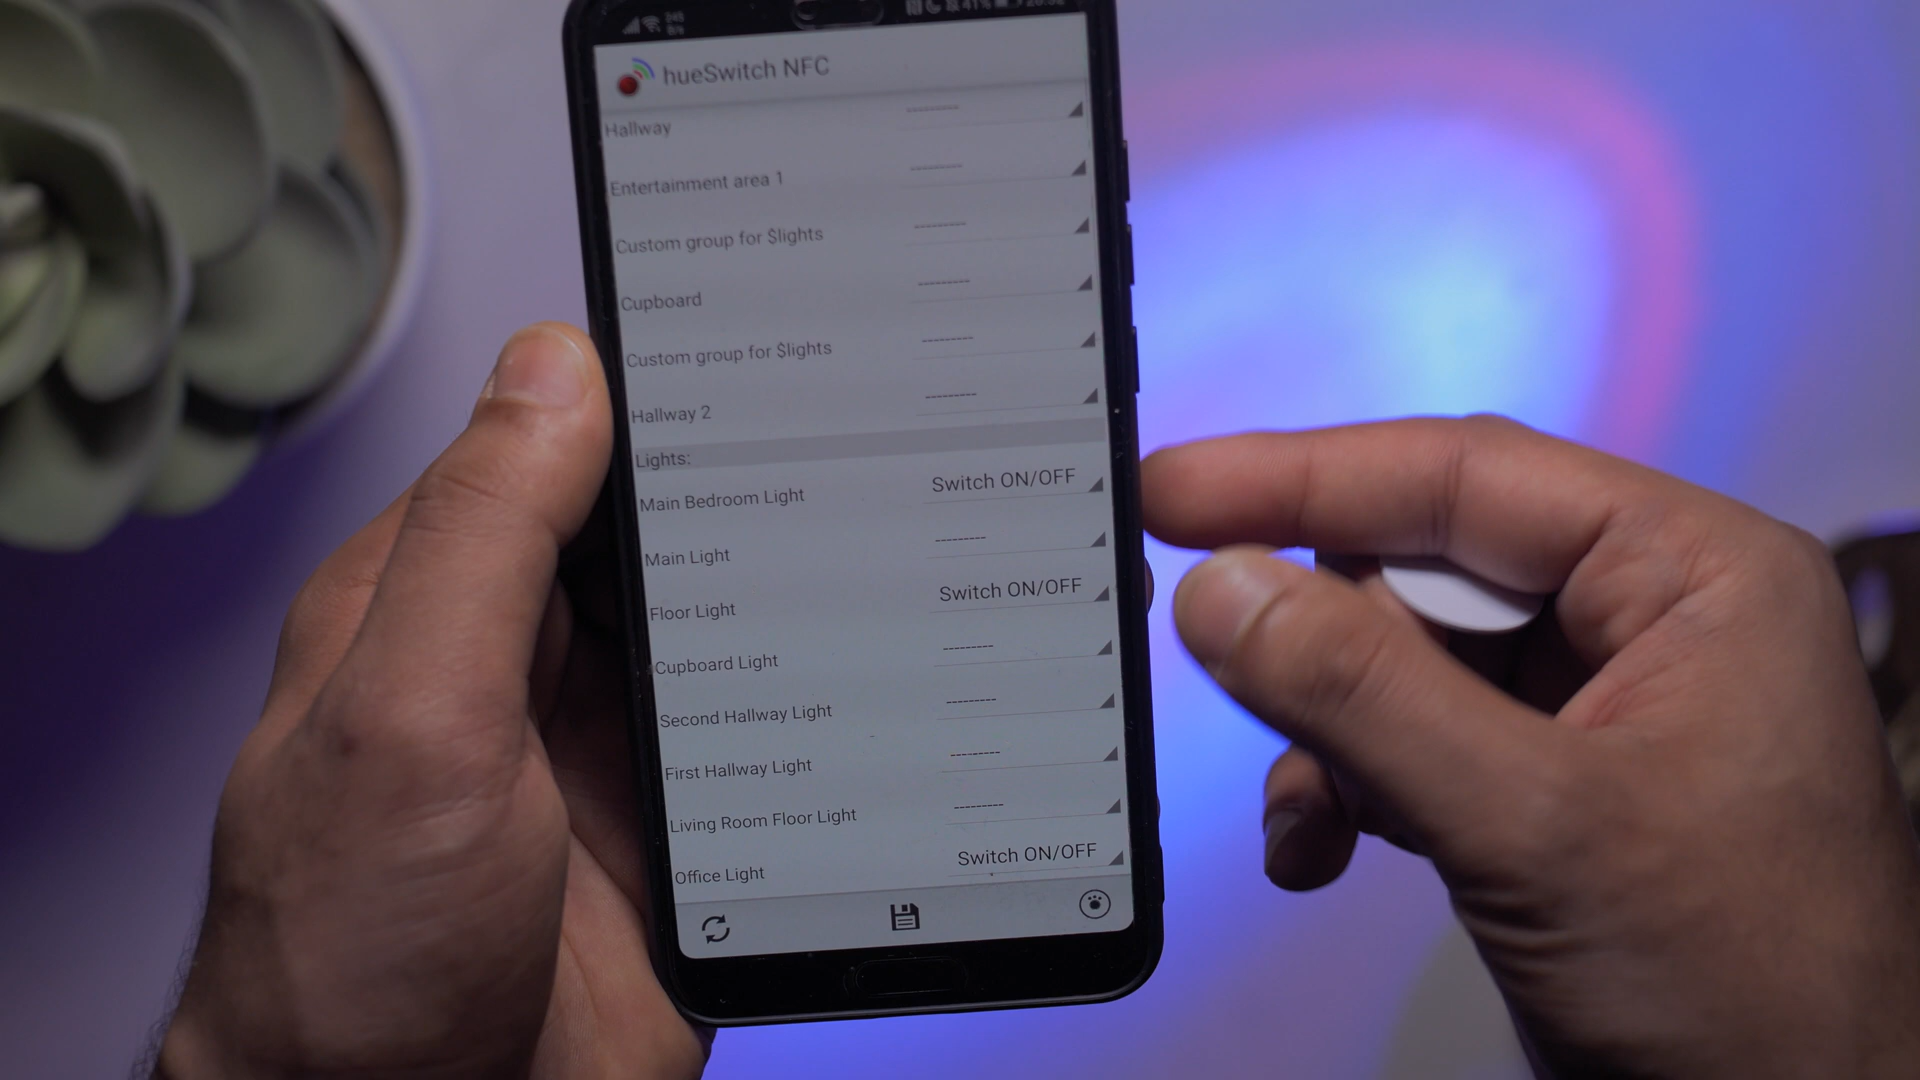 41%
hueSwitch NFC
Hallway ---------
Entertainment area 1 ---------
Custom group for $lights ---------
Cupboard ---------
Custom group for $lights ---------
Hallway 2 ---------
Lights:
Main Bedroom Light Switch ON/OFF
Main Light ---------
Floor Light Switch ON/OFF
Cupboard Light ---------
Second Hallway Light ---------
First Hallway Light ---------
Living Room Floor Light ---------
Office Light Switch ON/OFF